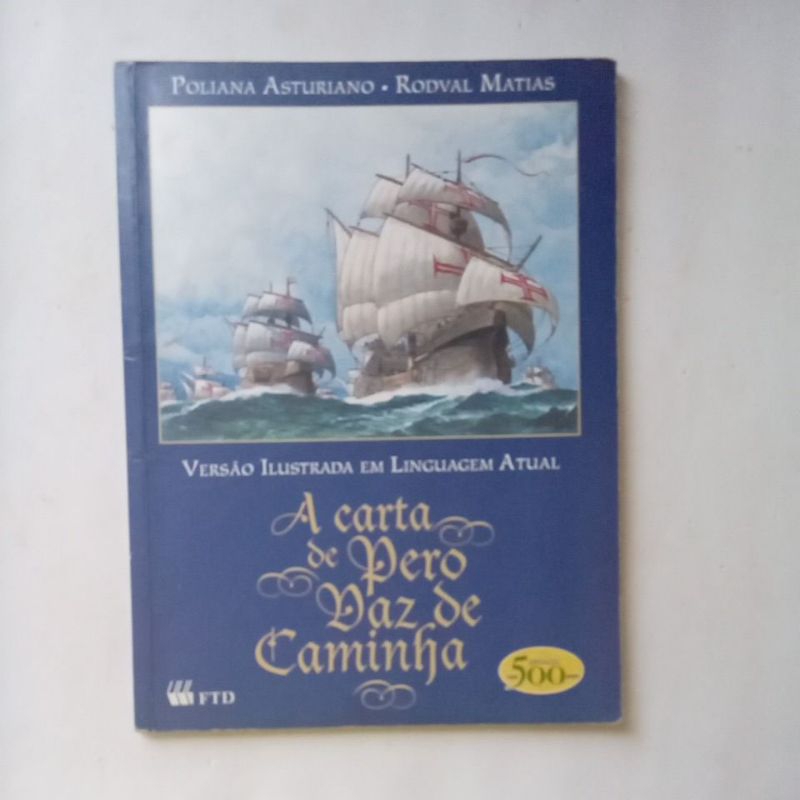 POLIANA ASTURIANO • RODVAL MATIAS
VERSÃO ILUSTRADA EM LINGUAGEM ATUAL
A carta
de Pero
Vaz de
Caminha
500
FTD